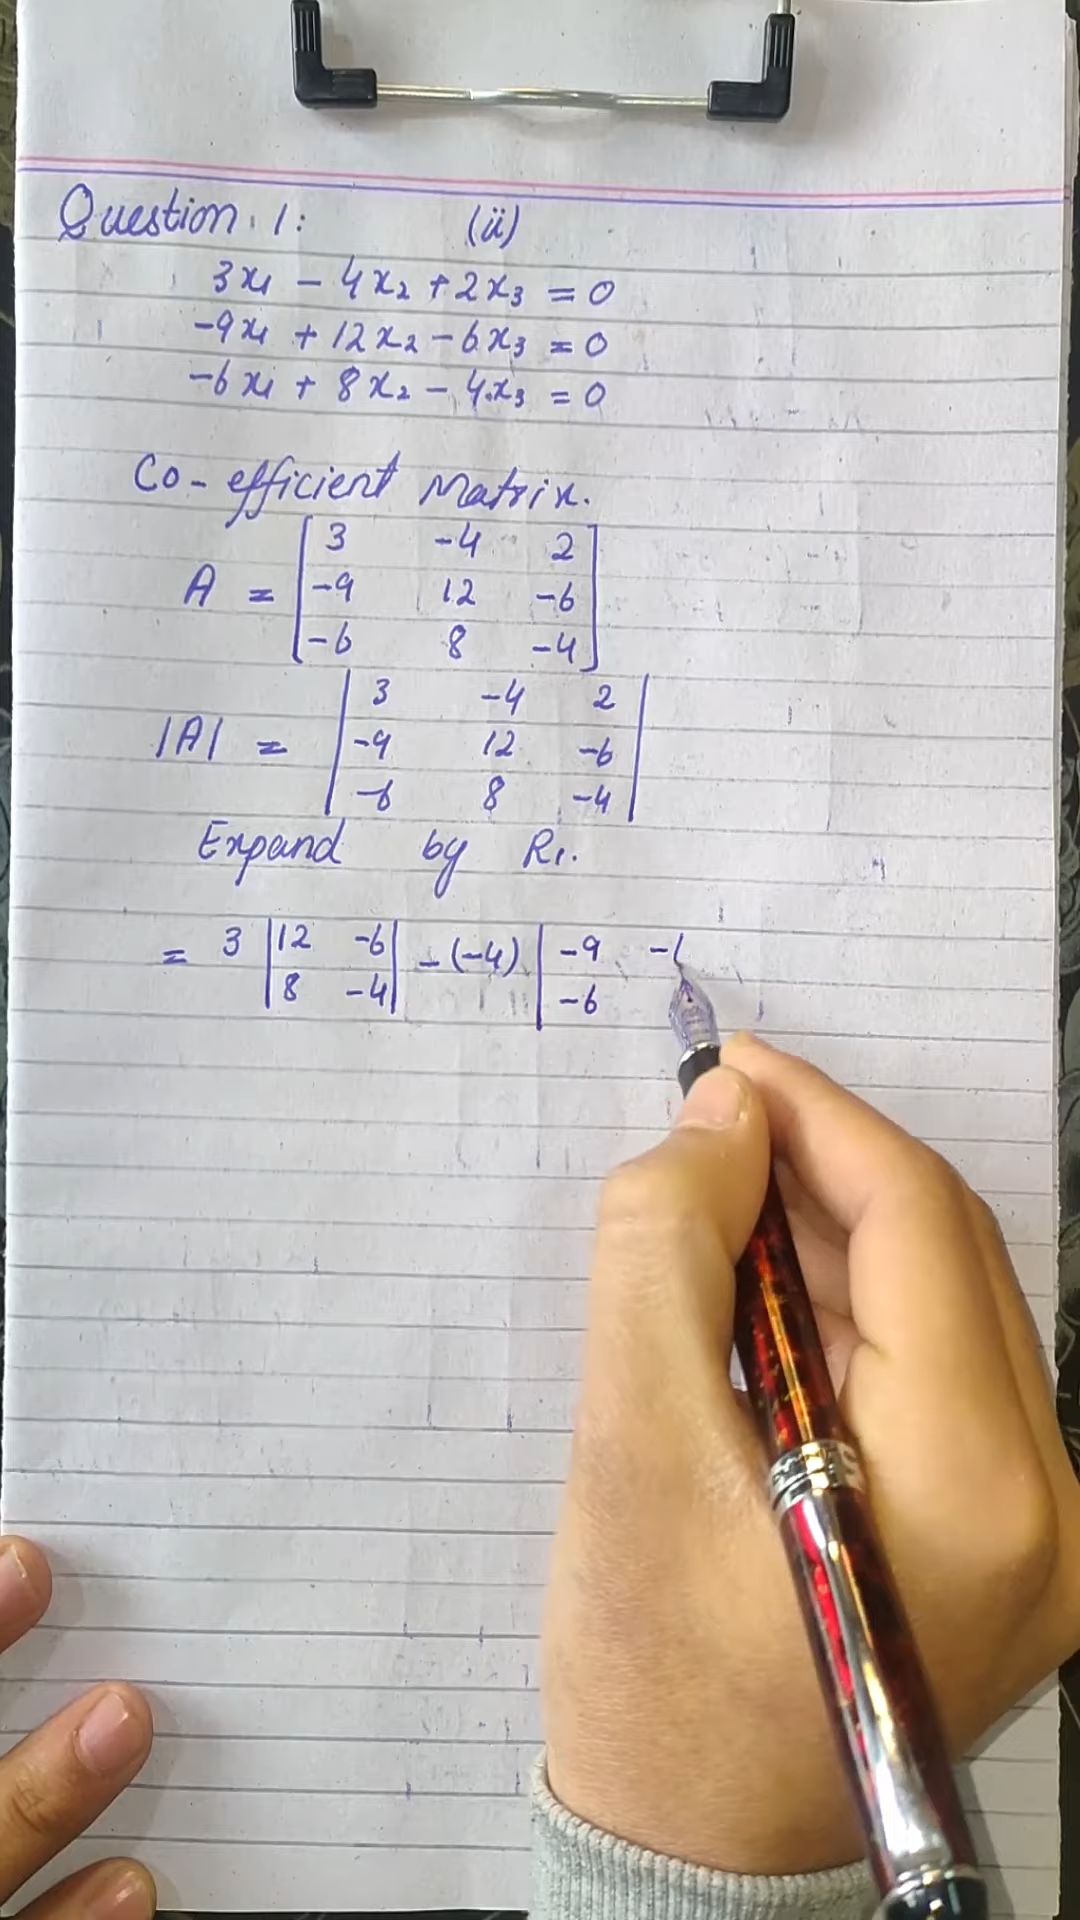 Question.1: (ii)
3x₁ - 4x₂ + 2x₃ = 0
-9x₁ + 12x₂ - 6x₃ = 0
-6x₁ + 8x₂ - 4x₃ = 0
Co-efficient Matrix.
3 -4 2
A = -9 12 -6
-6 8 -4
3 -4 2
|A| = -9 12 -6
-6 8 -4
Expand by R₁.
= 3 |12 -6| - (-4) |-9 -
8 -4 -6